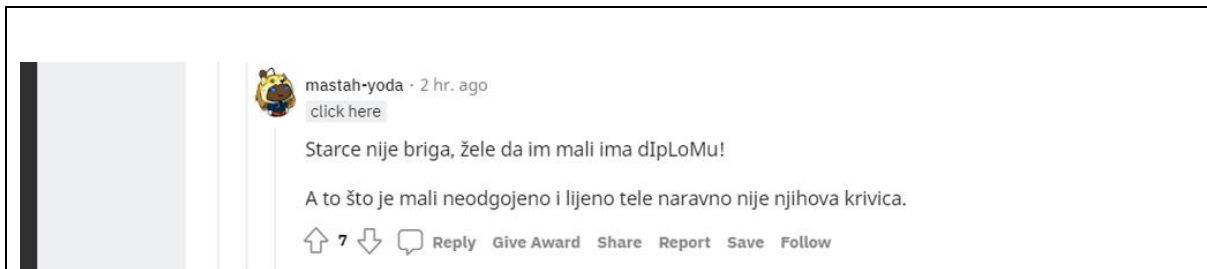 mastah-yoda · 2 hr. ago
click here
Starce nije briga, žele da im mali ima dIpLoMu!
A to što je mali neodgojeno i lijeno tele naravno nije njihova krivica.
7 Reply Give Award Share Report Save Follow